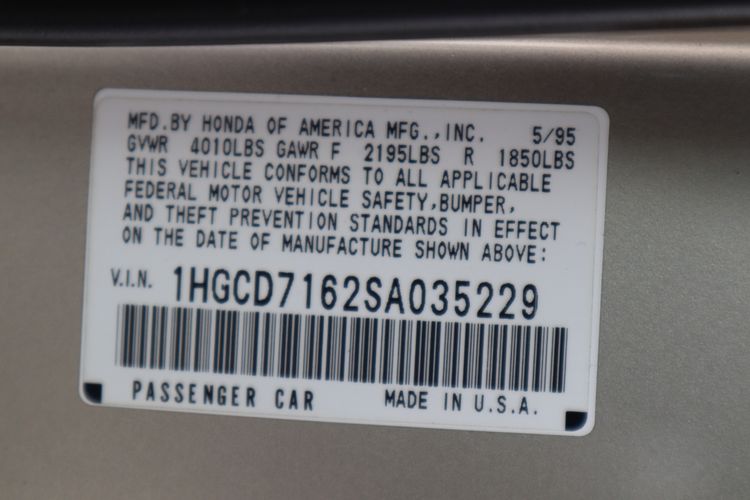 MFD.BY HONDA OF AMERICA MFG.,INC. 5/95
GVWR 4010LBS GAWR F 2195LBS R 1850LBS
THIS VEHICLE CONFORMS TO ALL APPLICABLE
FEDERAL MOTOR VEHICLE SAFETY,BUMPER,
AND THEFT PREVENTION STANDARDS IN EFFECT
ON THE DATE OF MANUFACTURE SHOWN ABOVE:
V.I.N. 1HGCD7162SA035229
PASSENGER CAR MADE IN U.S.A.